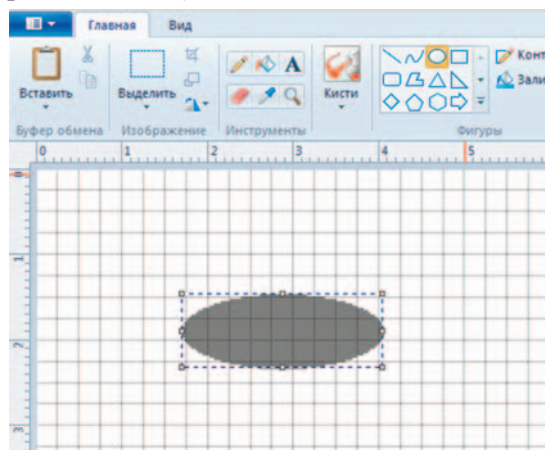 Главная Вид
Вставить Выделить Кисти Конт
Зали
Буфер обмена Изображение Инструменты Фигуры
0 1 2 3 4 5
0
1
2
3